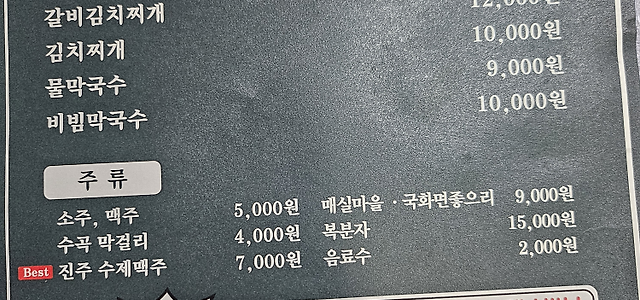 갈비김치찌개 12,000원
김치찌개 10,000원
물막국수 9,000원
비빔막국수 10,000원
주류
소주, 맥주 5,000원 매실마을 · 국화면좋으리 9,000원
수곡 막걸리 4,000원 복분자 15,000원
Best 진주 수제맥주 7,000원 음료수 2,000원